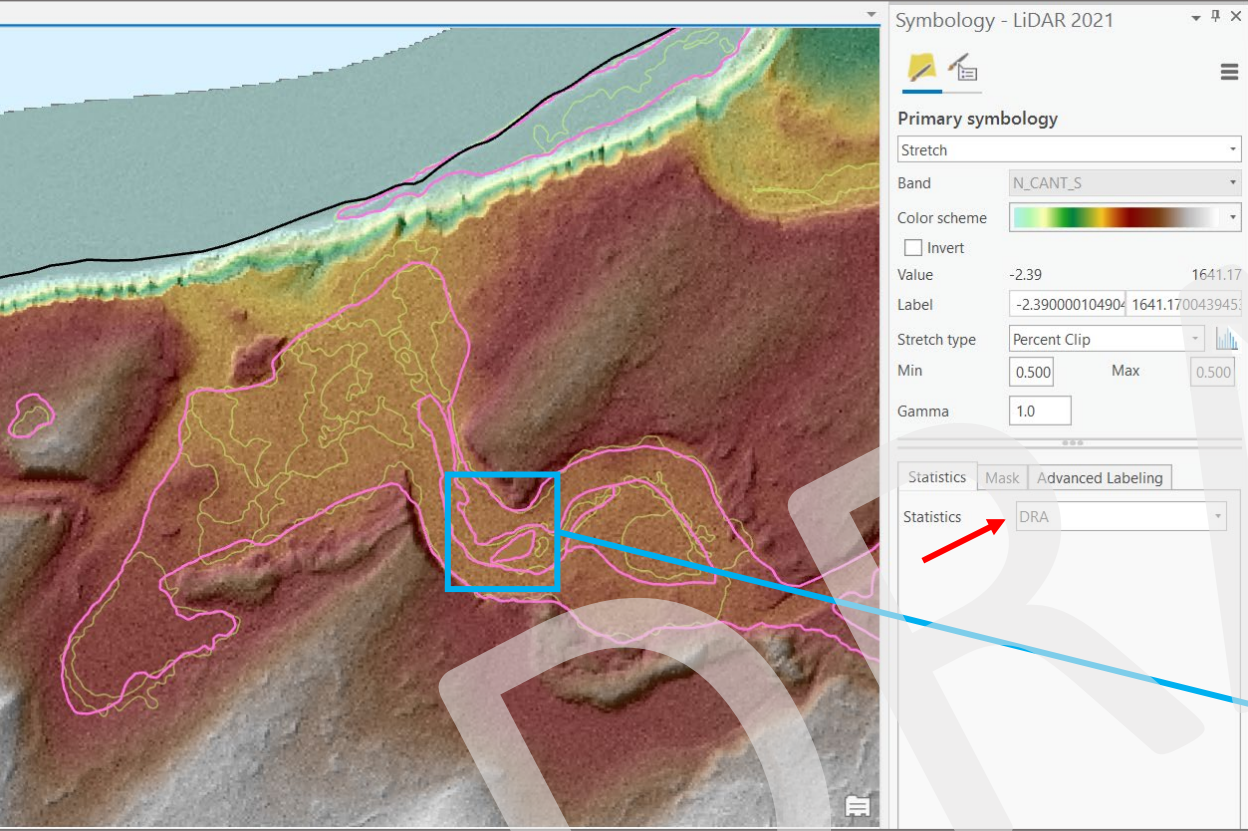 Symbology - LiDAR 2021
Primary symbology
Stretch
Band N_CANT_S
Color scheme
Invert
Value -2.39 1641.17
Label -2.390000104904 1641.1700439453
Stretch type Percent Clip
Min 0.500 Max 0.500
Gamma 1.0
Statistics Mask Advanced Labeling
Statistics DRA